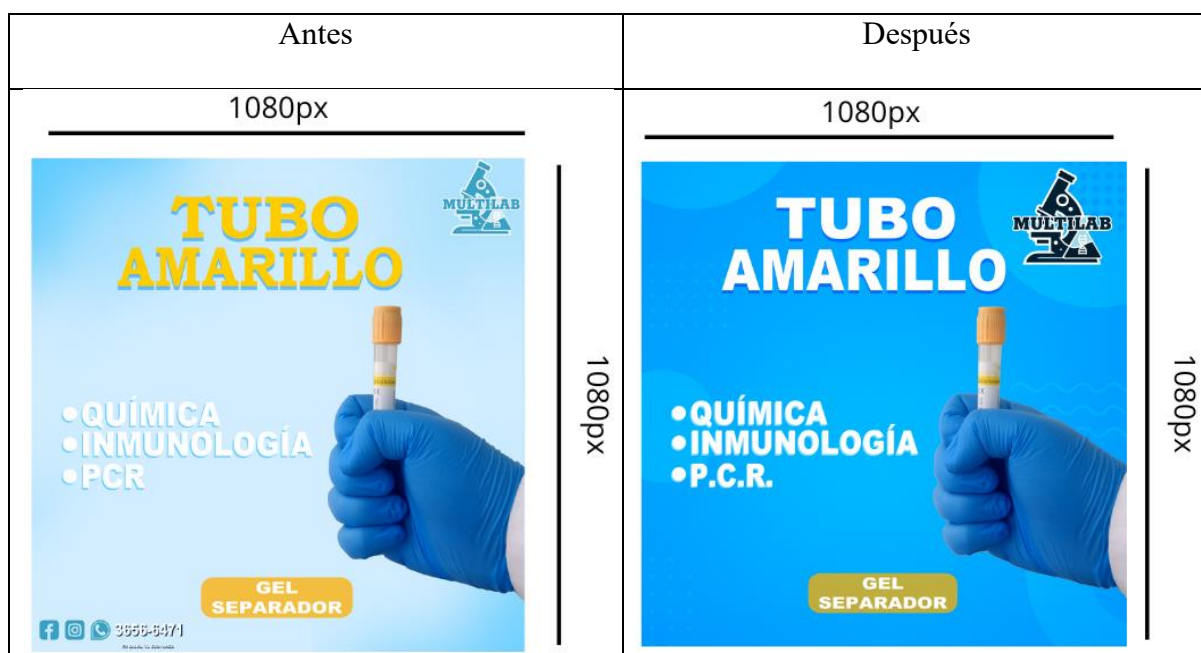 Antes
Después
1080px
1080px
TUBO
AMARILLO
MULTILAB
•QUÍMICA
•INMUNOLOGÍA
•PCR
GEL
SEPARADOR
3656-6471
1080px
TUBO
AMARILLO
MULTILAB
•QUÍMICA
•INMUNOLOGÍA
•P.C.R.
GEL
SEPARADOR
1080px